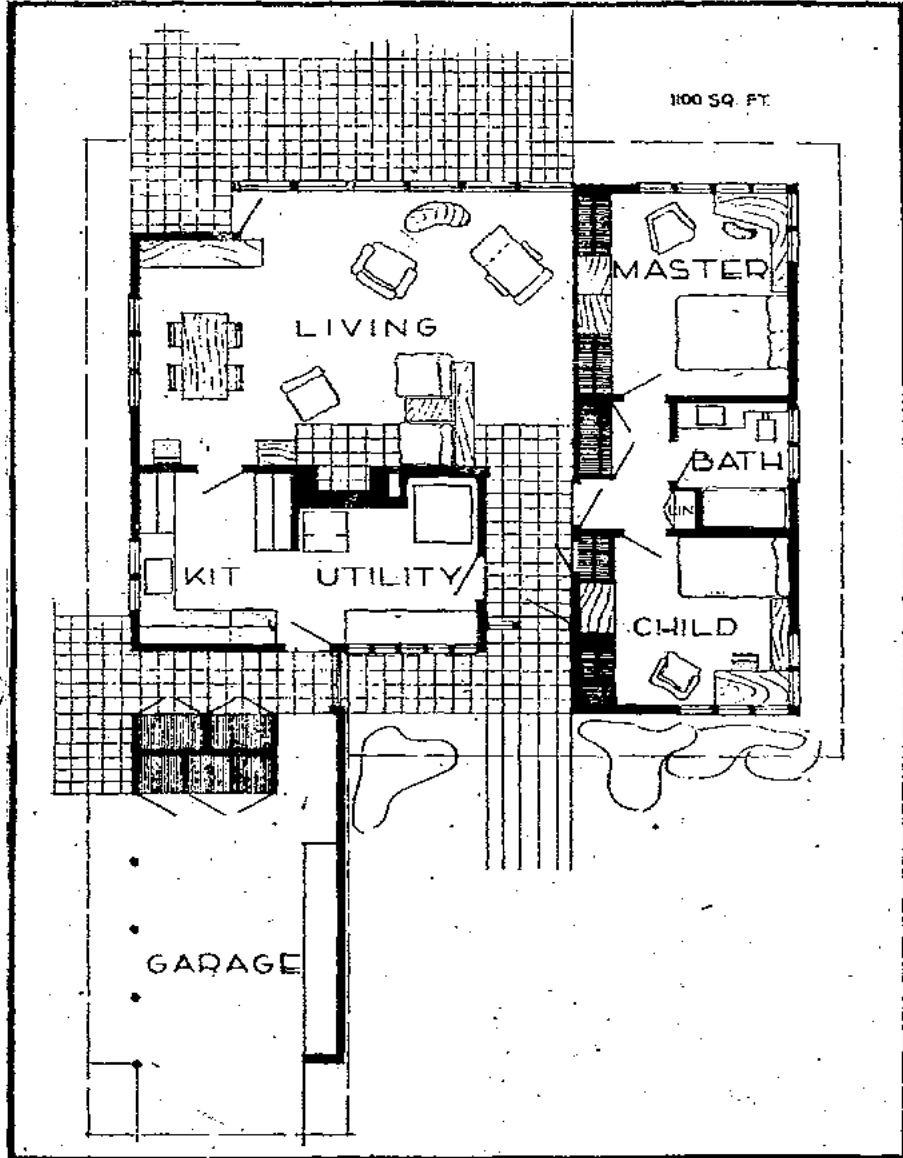 1100 SQ. FT.
MASTER
LIVING
BATH
LIN
KIT
UTILITY
CHILD
GARAGE